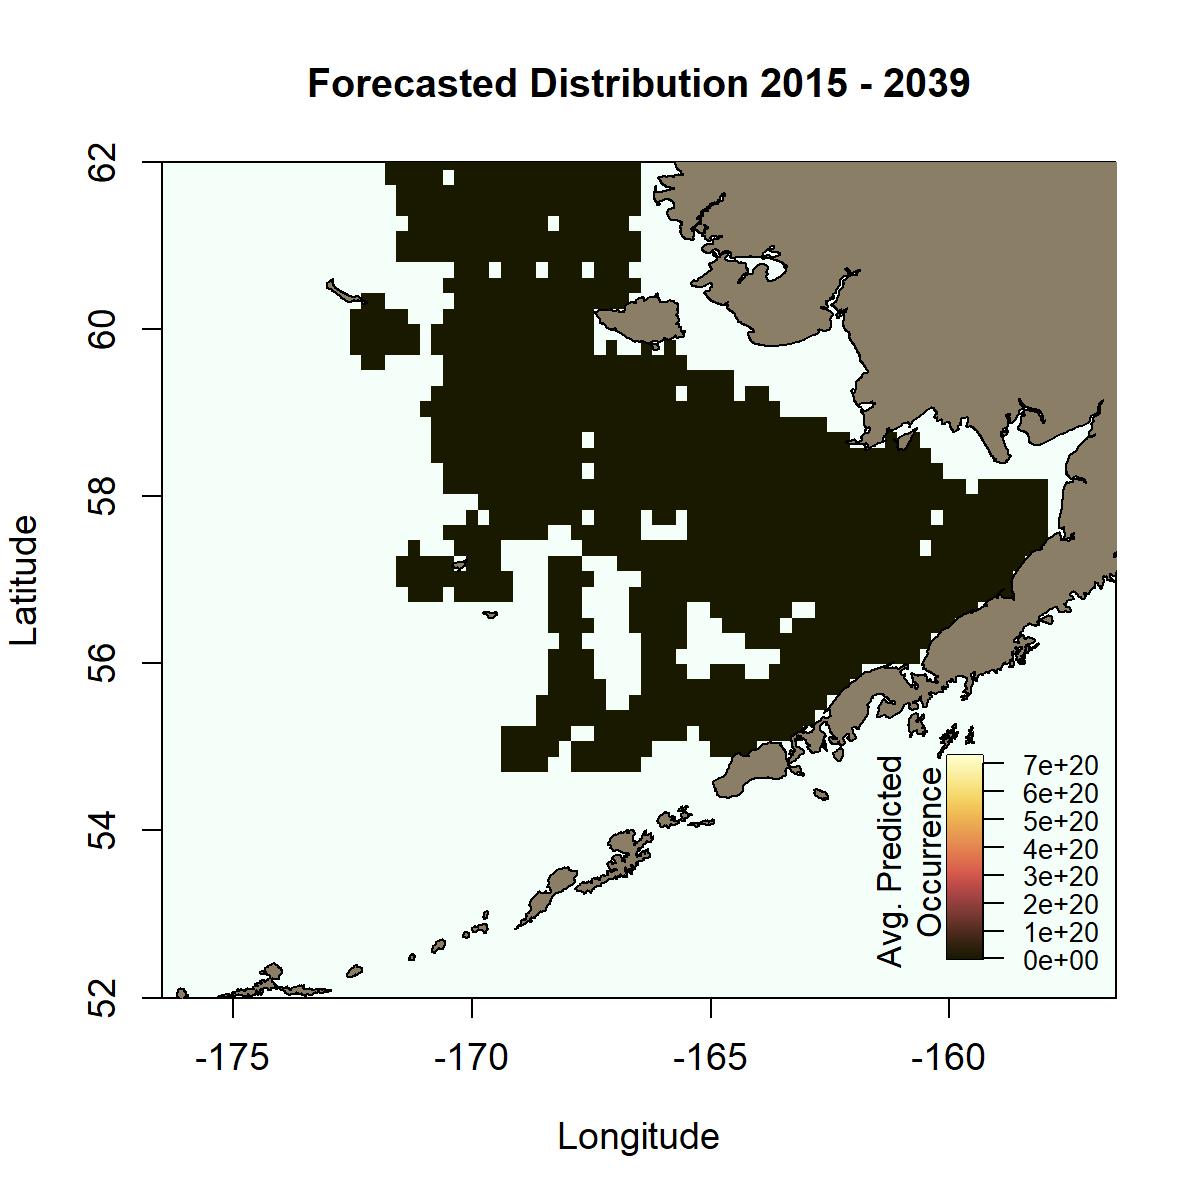 Forecasted Distribution 2015 - 2039
62
60
58
56
54
52
Latitude
-175
-170
-165
-160
Longitude
Avg. Predicted
Occurrence
7e+20
6e+20
5e+20
4e+20
3e+20
2e+20
1e+20
0e+00